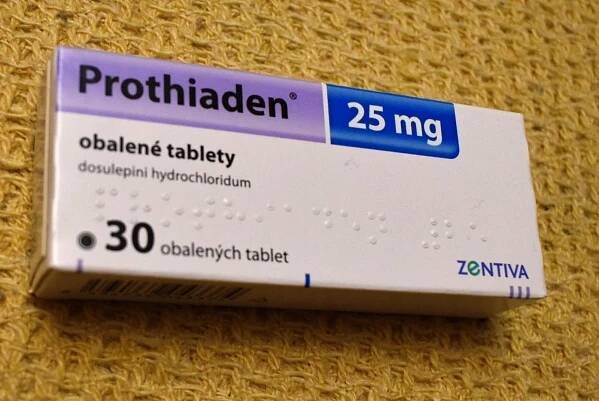 Prothiaden®
25 mg
obalené tablety
dosulepini hydrochloridum
30 obalených tablet
ZENTIVA